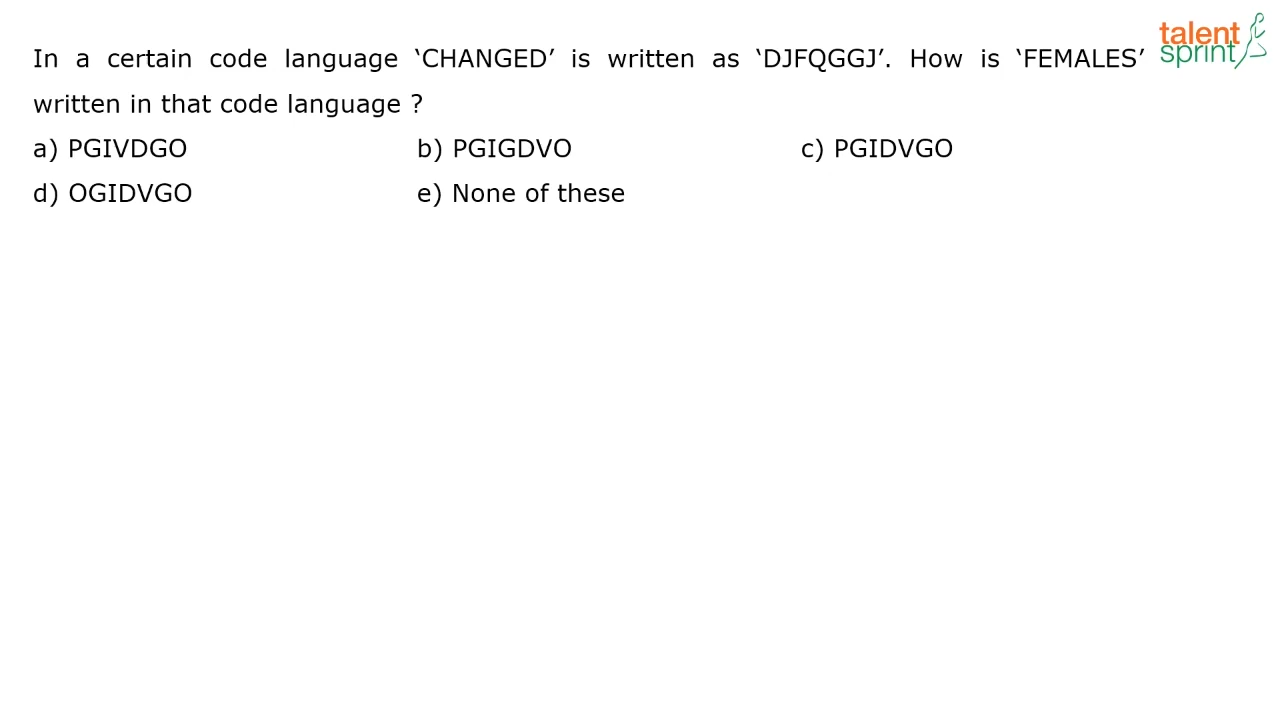 talent
sprint
In a certain code language ‘CHANGED’ is written as ‘DJFQGGJ’. How is ‘FEMALES’
written in that code language ?
a) PGIVDGO b) PGIGDVO c) PGIDVGO
d) OGIDVGO e) None of these